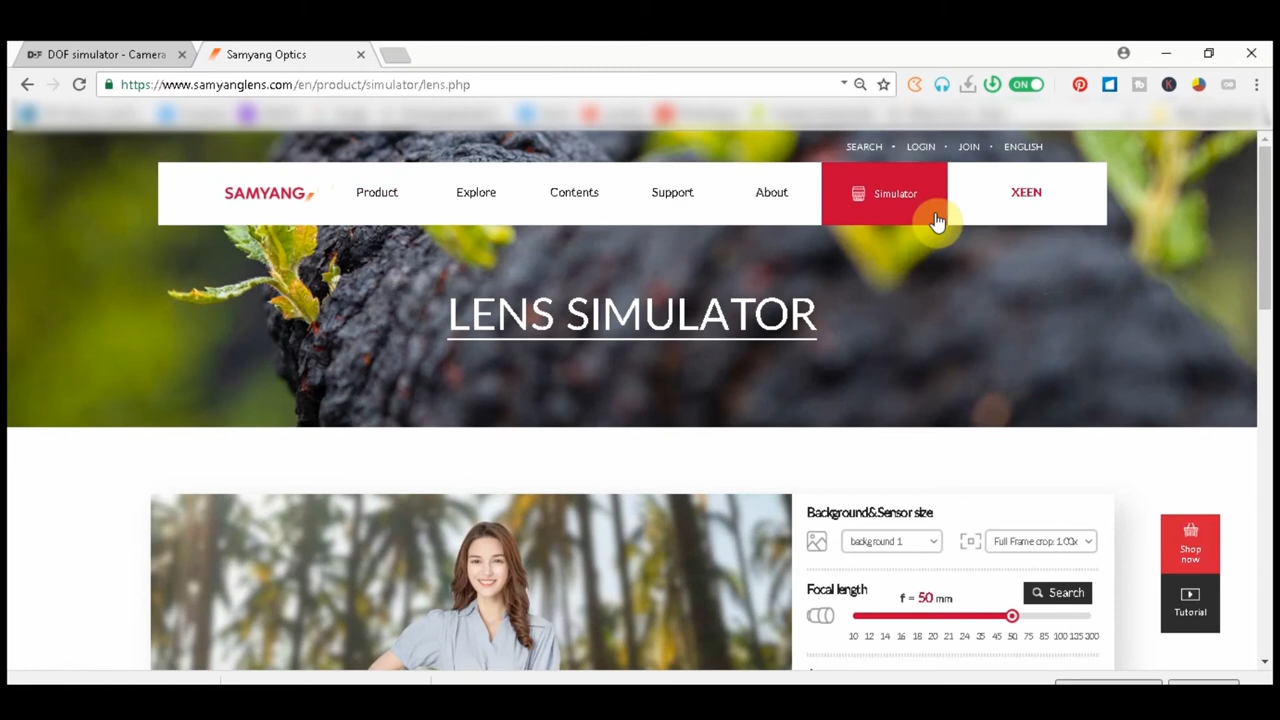 DOF simulator - Camera
Samyang Optics
https://www.samyanglens.com/en/product/simulator/lens.php
ON
SEARCH • LOGIN • JOIN • ENGLISH
SAMYANG
Product
Explore
Contents
Support
About
Simulator
XEEN
LENS SIMULATOR
Background&Sensor size
background 1
Full Frame crop: 1.00x
Focal length
f = 50 mm
Search
10 12 14 16 18 20 21 24 35 45 50 75 85 100 135 300
Shop
now
Tutorial